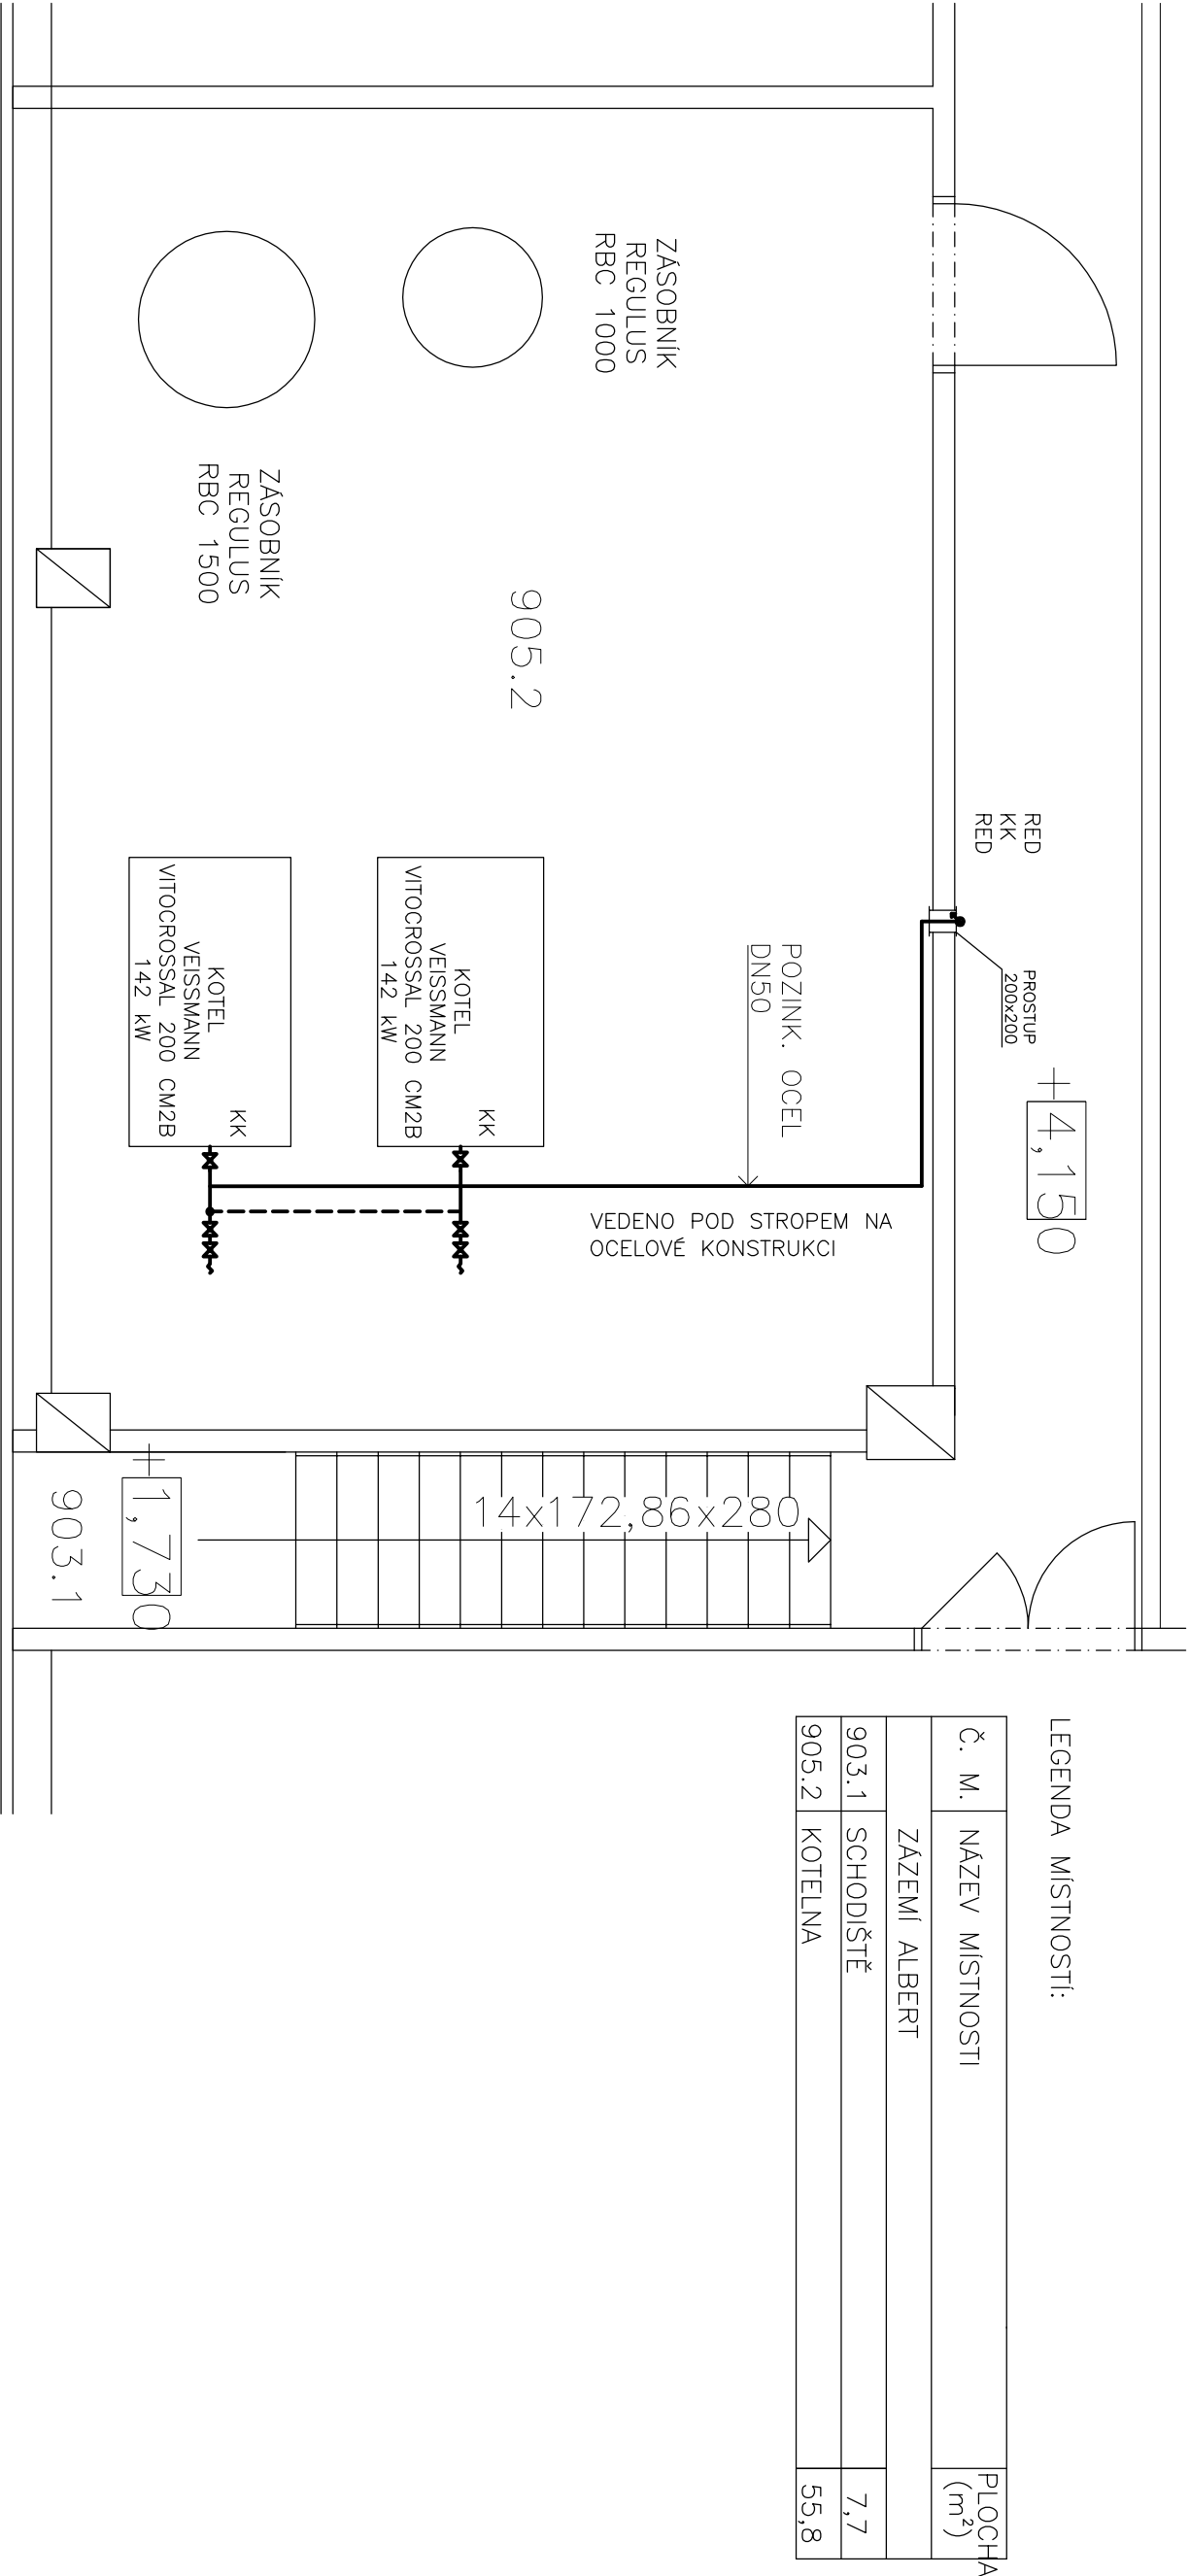 ZÁSOBNÍK
REGULUS
RBC 1000
ZÁSOBNÍK
REGULUS
RBC 1500
905.2
RED
KK
RED
PROSTUP
200x200
+4,150
POZINK. OCEL
DN50
KOTEL
VEISSMANN
VITOCROSSAL 200 CM2B
142 kW
KK
KOTEL
VEISSMANN
VITOCROSSAL 200 CM2B
142 kW
KK
VEDENO POD STROPEM NA
OCELOVÉ KONSTRUKCI
14x172,86x280
+1,730
903.1
LEGENDA MÍSTNOSTÍ:
Č. M. NÁZEV MÍSTNOSTI PLOCHA (m²)
ZÁZEMÍ ALBERT
903.1 SCHODIŠTĚ 7,7
905.2 KOTELNA 55,8